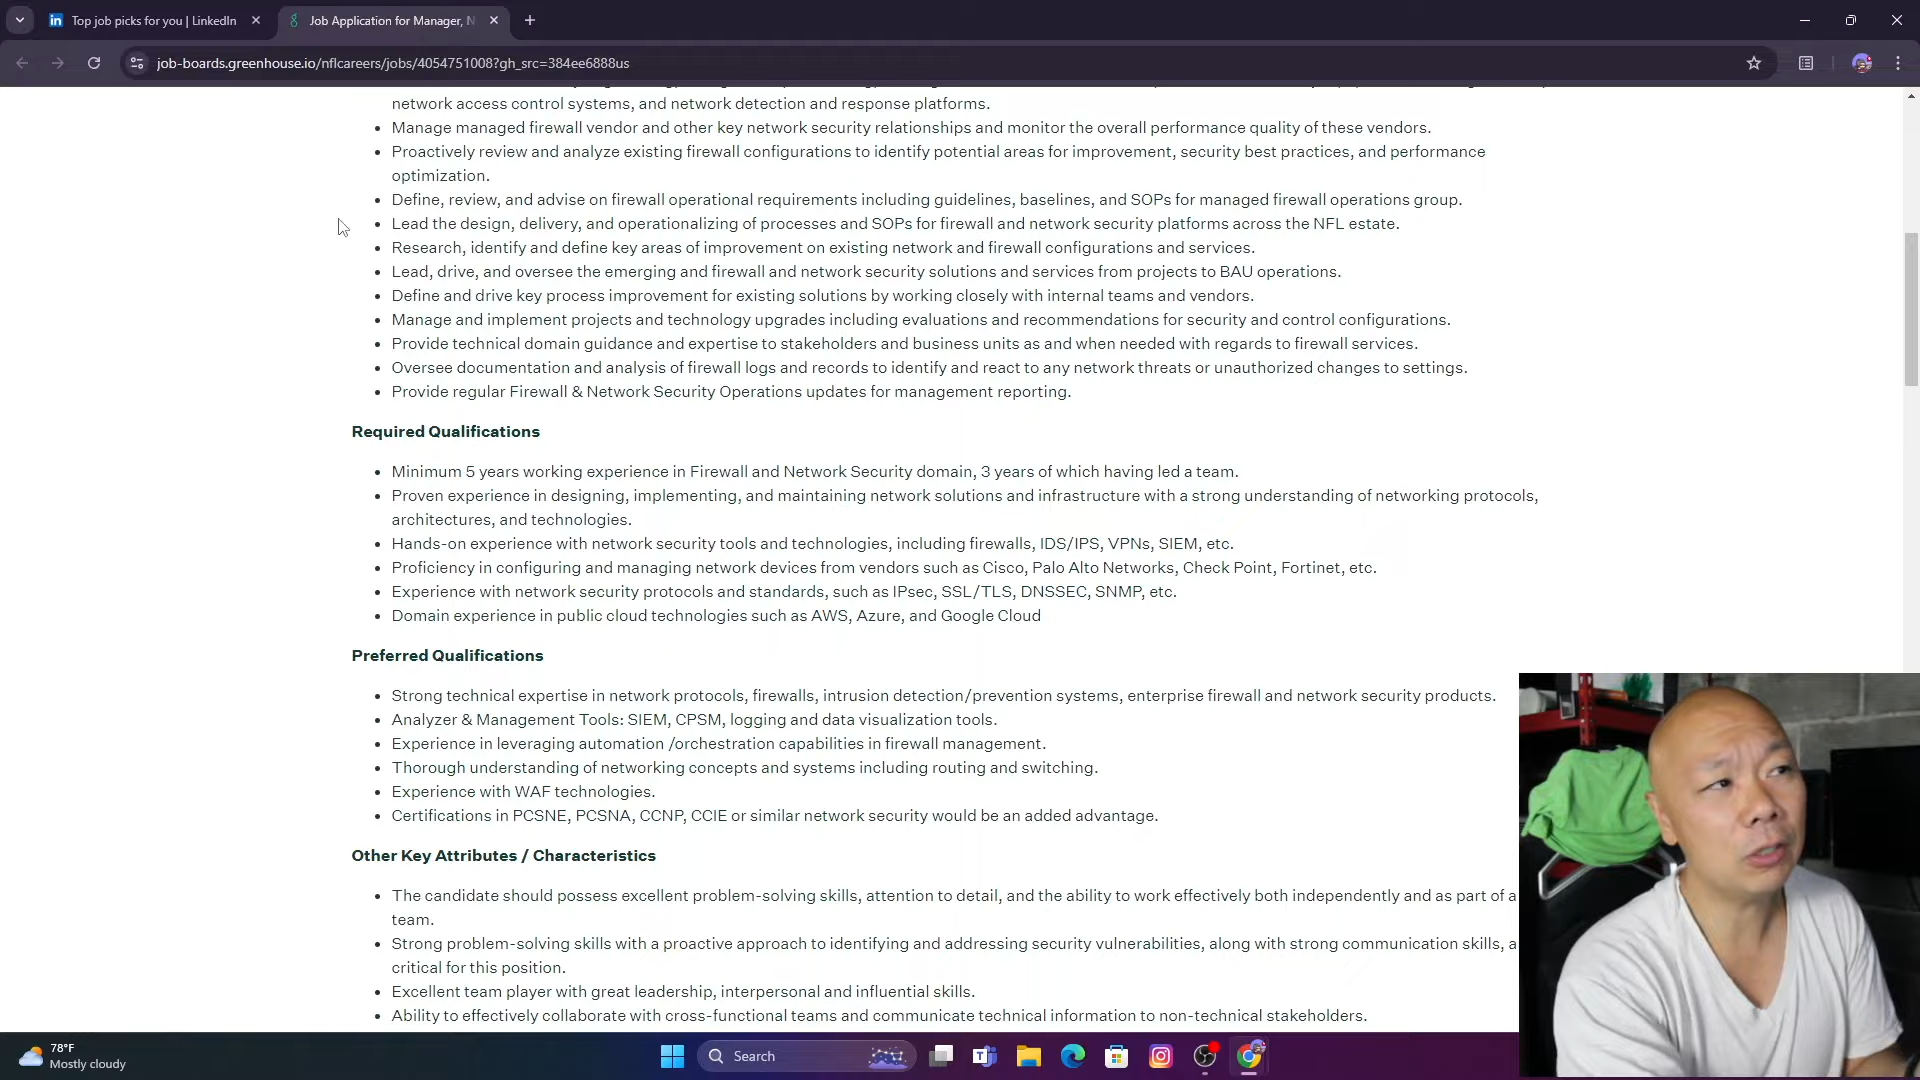 Top job picks for you | LinkedIn
Job Application for Manager, N
job-boards.greenhouse.io/nflcareers/jobs/4054751008?gh_src=384ee6888us
network access control systems, and network detection and response platforms.
• Manage managed firewall vendor and other key network security relationships and monitor the overall performance quality of these vendors.
• Proactively review and analyze existing firewall configurations to identify potential areas for improvement, security best practices, and performance
optimization.
• Define, review, and advise on firewall operational requirements including guidelines, baselines, and SOPs for managed firewall operations group.
• Lead the design, delivery, and operationalizing of processes and SOPs for firewall and network security platforms across the NFL estate.
• Research, identify and define key areas of improvement on existing network and firewall configurations and services.
• Lead, drive, and oversee the emerging and firewall and network security solutions and services from projects to BAU operations.
• Define and drive key process improvement for existing solutions by working closely with internal teams and vendors.
• Manage and implement projects and technology upgrades including evaluations and recommendations for security and control configurations.
• Provide technical domain guidance and expertise to stakeholders and business units as and when needed with regards to firewall services.
• Oversee documentation and analysis of firewall logs and records to identify and react to any network threats or unauthorized changes to settings.
• Provide regular Firewall & Network Security Operations updates for management reporting.
Required Qualifications
• Minimum 5 years working experience in Firewall and Network Security domain, 3 years of which having led a team.
• Proven experience in designing, implementing, and maintaining network solutions and infrastructure with a strong understanding of networking protocols,
architectures, and technologies.
• Hands-on experience with network security tools and technologies, including firewalls, IDS/IPS, VPNs, SIEM, etc.
• Proficiency in configuring and managing network devices from vendors such as Cisco, Palo Alto Networks, Check Point, Fortinet, etc.
• Experience with network security protocols and standards, such as IPsec, SSL/TLS, DNSSEC, SNMP, etc.
• Domain experience in public cloud technologies such as AWS, Azure, and Google Cloud
Preferred Qualifications
• Strong technical expertise in network protocols, firewalls, intrusion detection/prevention systems, enterprise firewall and network security products.
• Analyzer & Management Tools: SIEM, CPSM, logging and data visualization tools.
• Experience in leveraging automation /orchestration capabilities in firewall management.
• Thorough understanding of networking concepts and systems including routing and switching.
• Experience with WAF technologies.
• Certifications in PCSNE, PCSNA, CCNP, CCIE or similar network security would be an added advantage.
Other Key Attributes / Characteristics
• The candidate should possess excellent problem-solving skills, attention to detail, and the ability to work effectively both independently and as part of a
team.
• Strong problem-solving skills with a proactive approach to identifying and addressing security vulnerabilities, along with strong communication skills, a
critical for this position.
• Excellent team player with great leadership, interpersonal and influential skills.
• Ability to effectively collaborate with cross-functional teams and communicate technical information to non-technical stakeholders.
78°F
Mostly cloudy
Search